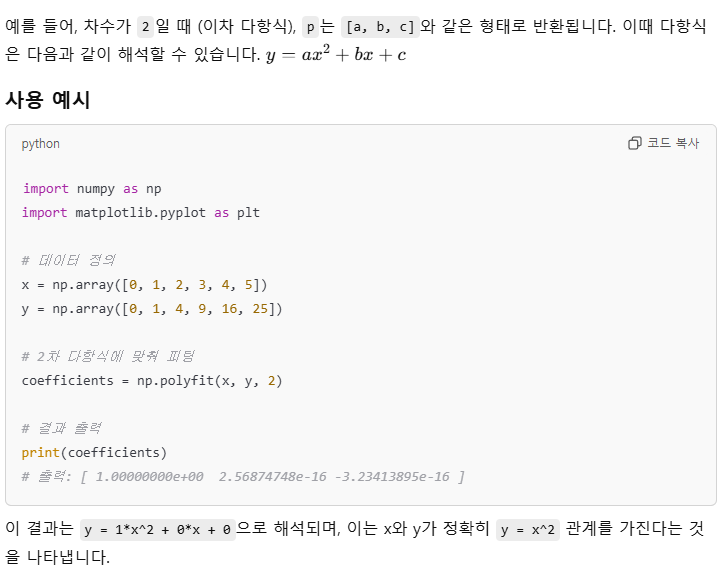 예를 들어, 차수가 2 일 때 (이차 다항식), p 는 [a, b, c] 와 같은 형태로 반환됩니다. 이때 다항식
은 다음과 같이 해석할 수 있습니다. y = ax² + bx + c
사용 예시
python
코드 복사
import numpy as np
import matplotlib.pyplot as plt
# 데이터 정의
x = np.array([0, 1, 2, 3, 4, 5])
y = np.array([0, 1, 4, 9, 16, 25])
# 2차 다항식에 맞춰 피팅
coefficients = np.polyfit(x, y, 2)
# 결과 출력
print(coefficients)
# 출력: [ 1.00000000e+00  2.56874748e-16 -3.23413895e-16 ]
이 결과는 y = 1*x^2 + 0*x + 0 으로 해석되며, 이는 x와 y가 정확히 y = x^2 관계를 가진다는 것
을 나타냅니다.